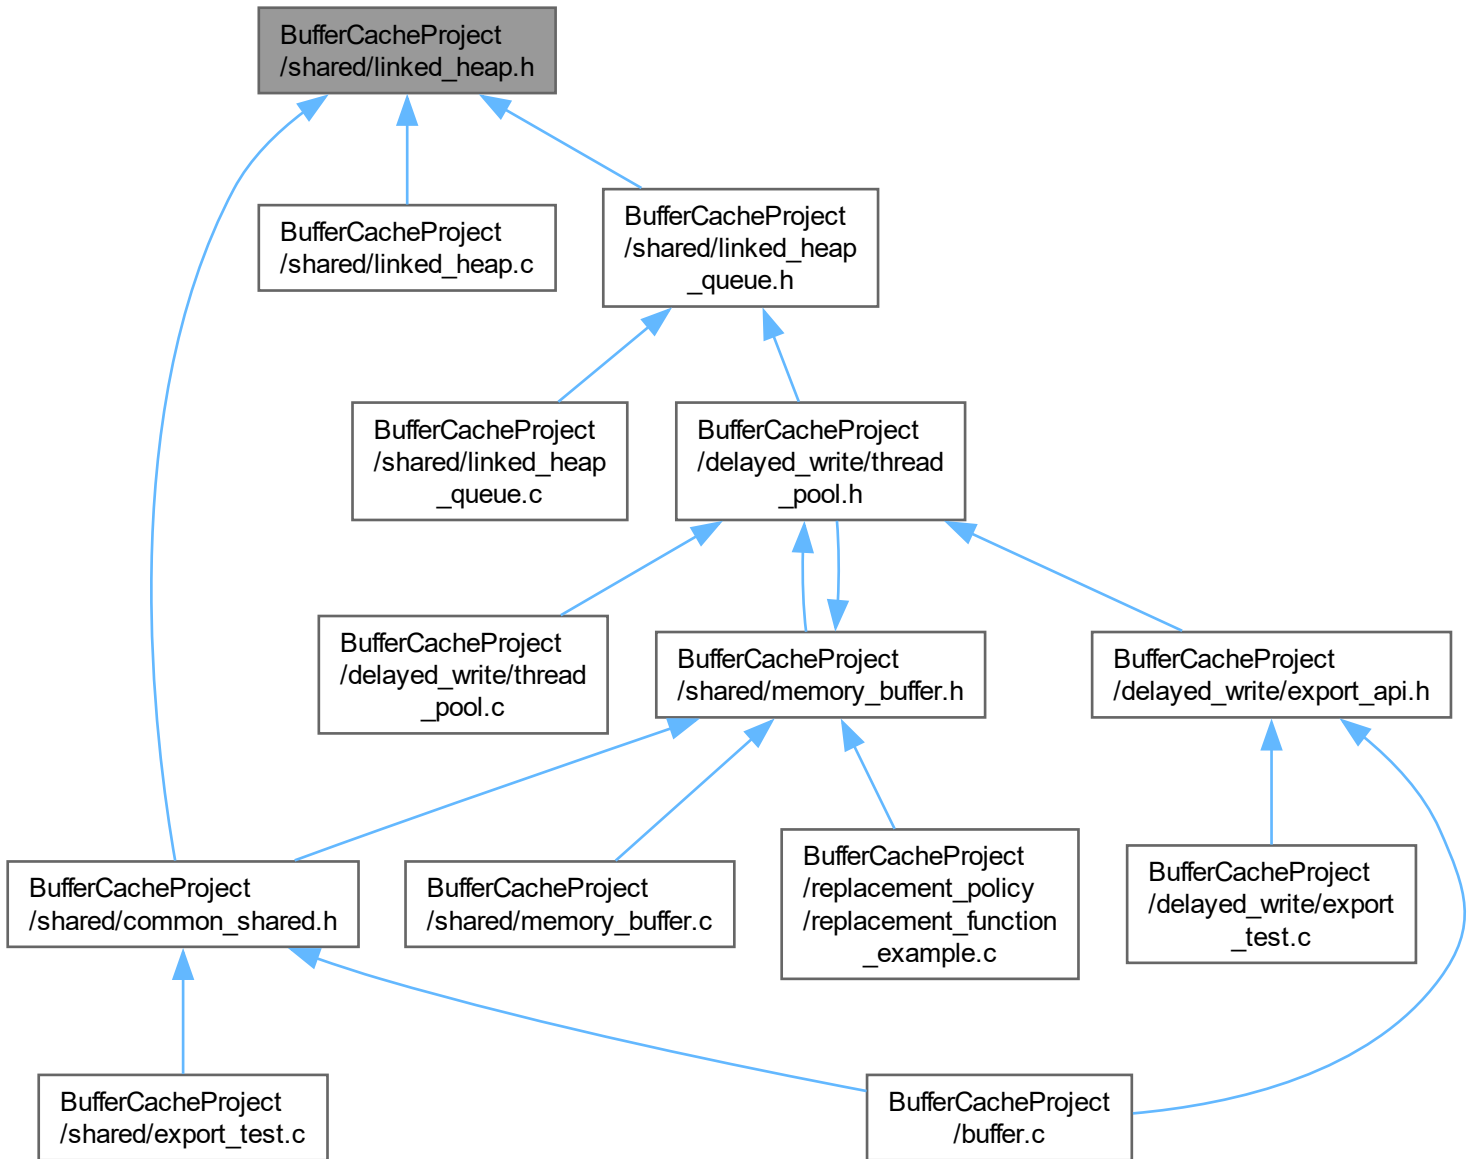 BufferCacheProject
/shared/linked_heap.h
BufferCacheProject
/shared/linked_heap.c
BufferCacheProject
/shared/linked_heap
_queue.h
BufferCacheProject
/shared/linked_heap
_queue.c
BufferCacheProject
/delayed_write/thread
_pool.h
BufferCacheProject
/delayed_write/thread
_pool.c
BufferCacheProject
/shared/memory_buffer.h
BufferCacheProject
/delayed_write/export_api.h
BufferCacheProject
/shared/common_shared.h
BufferCacheProject
/shared/memory_buffer.c
BufferCacheProject
/replacement_policy
/replacement_function
_example.c
BufferCacheProject
/delayed_write/export
_test.c
BufferCacheProject
/shared/export_test.c
BufferCacheProject
/buffer.c